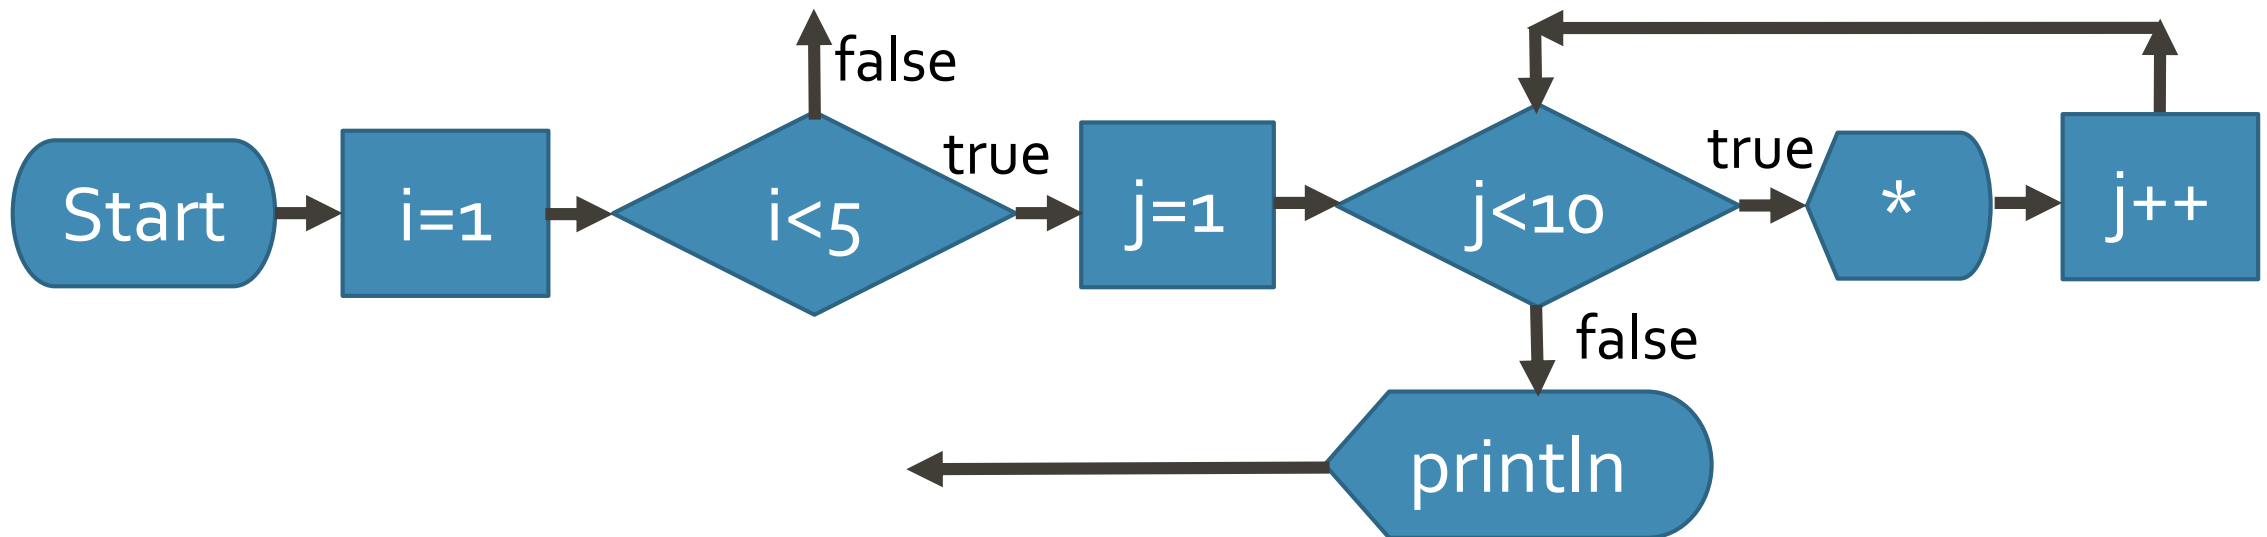 Start
i=1
i<5
false
true
j=1
j<10
true
false
*
j++
println